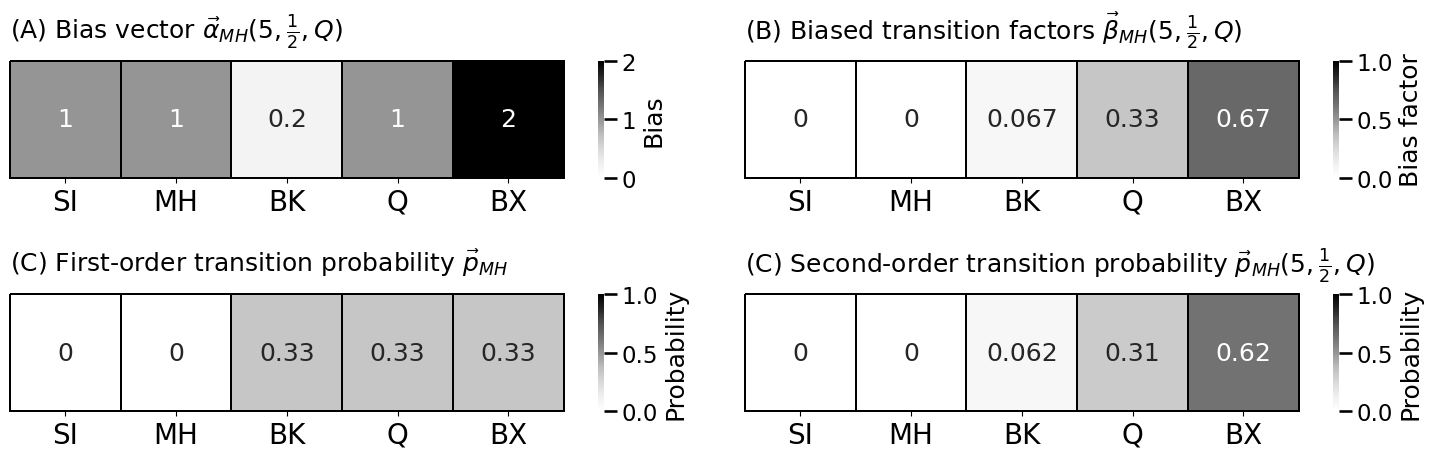 (A) Bias vector $\vec{\alpha}_{MH}(5, \frac{1}{2}, Q)$
1 1 0.2 1 2
SI MH BK Q BX
2
1
0
Bias
(B) Biased transition factors $\vec{\beta}_{MH}(5, \frac{1}{2}, Q)$
0 0 0.067 0.33 0.67
SI MH BK Q BX
1.0
0.5
0.0
Bias factor
(C) First-order transition probability $\vec{p}_{MH}$
0 0 0.33 0.33 0.33
SI MH BK Q BX
1.0
0.5
0.0
Probability
(C) Second-order transition probability $\vec{p}_{MH}(5, \frac{1}{2}, Q)$
0 0 0.062 0.31 0.62
SI MH BK Q BX
1.0
0.5
0.0
Probability